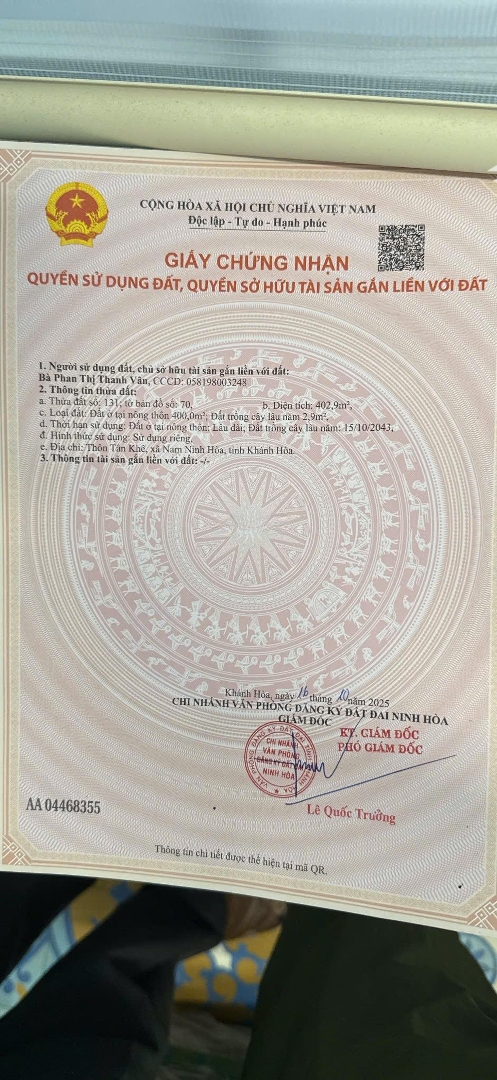 CỘNG HÒA XÃ HỘI CHỦ NGHĨA VIỆT NAM
Độc lập - Tự do - Hạnh phúc
GIẤY CHỨNG NHẬN
QUYỀN SỬ DỤNG ĐẤT, QUYỀN SỞ HỮU TÀI SẢN GẮN LIỀN VỚI ĐẤT
1. Người sử dụng đất, chủ sở hữu tài sản gắn liền với đất:
Bà Phan Thị Thanh Vân, CCCD: 058198003248
2. Thông tin thửa đất:
a. Thửa đất số: 131; tờ bản đồ số: 70, b. Diện tích: 402,9m²,
c. Loại đất: Đất ở tại nông thôn 400,0m²; Đất trồng cây lâu năm 2,9m².
d. Thời hạn sử dụng: Đất ở tại nông thôn: Lâu dài; Đất trồng cây lâu năm: 15/10/2043,
đ. Hình thức sử dụng: Sử dụng riêng.
e. Địa chỉ: Thôn Tân Khê, xã Nam Ninh Hòa, tỉnh Khánh Hòa.
3. Thông tin tài sản gắn liền với đất: -/-
Khánh Hòa, ngày 16 tháng 10 năm 2025
CHI NHÁNH VĂN PHÒNG ĐĂNG KÝ ĐẤT ĐAI NINH HÒA
GIÁM ĐỐC
KT. GIÁM ĐỐC
PHÓ GIÁM ĐỐC
CHI NHÁNH
VĂN PHÒNG
ĐĂNG KÝ ĐẤT
NINH HÒA
Lê Quốc Trưởng
AA 04468355
Thông tin chi tiết được thể hiện tại mã QR.